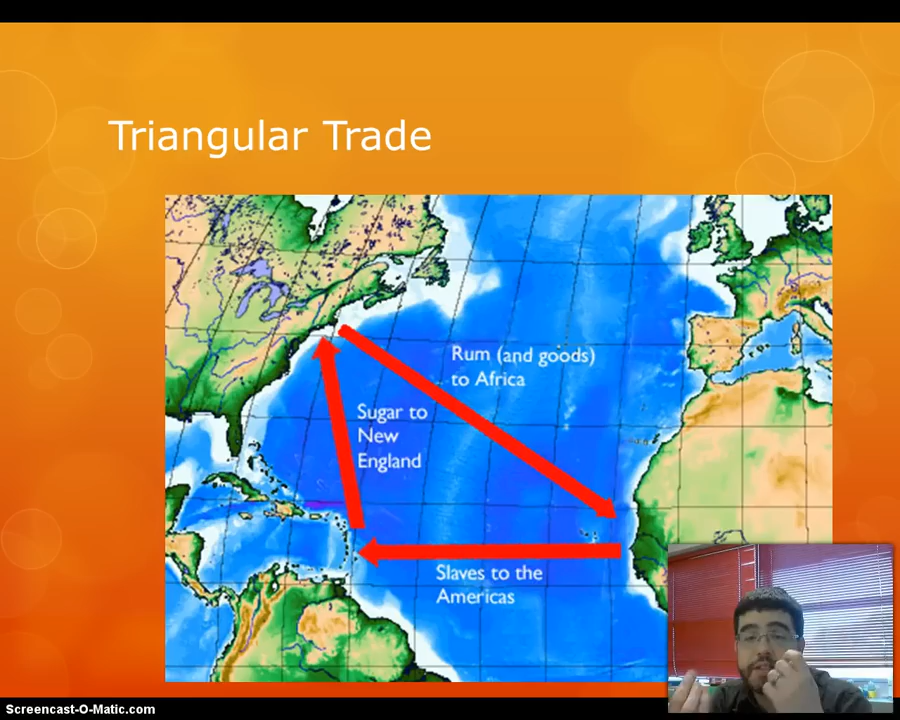 Triangular Trade
Rum (and goods)
to Africa
Sugar to
New
England
Slaves to the
Americas
Screencast-O-Matic.com